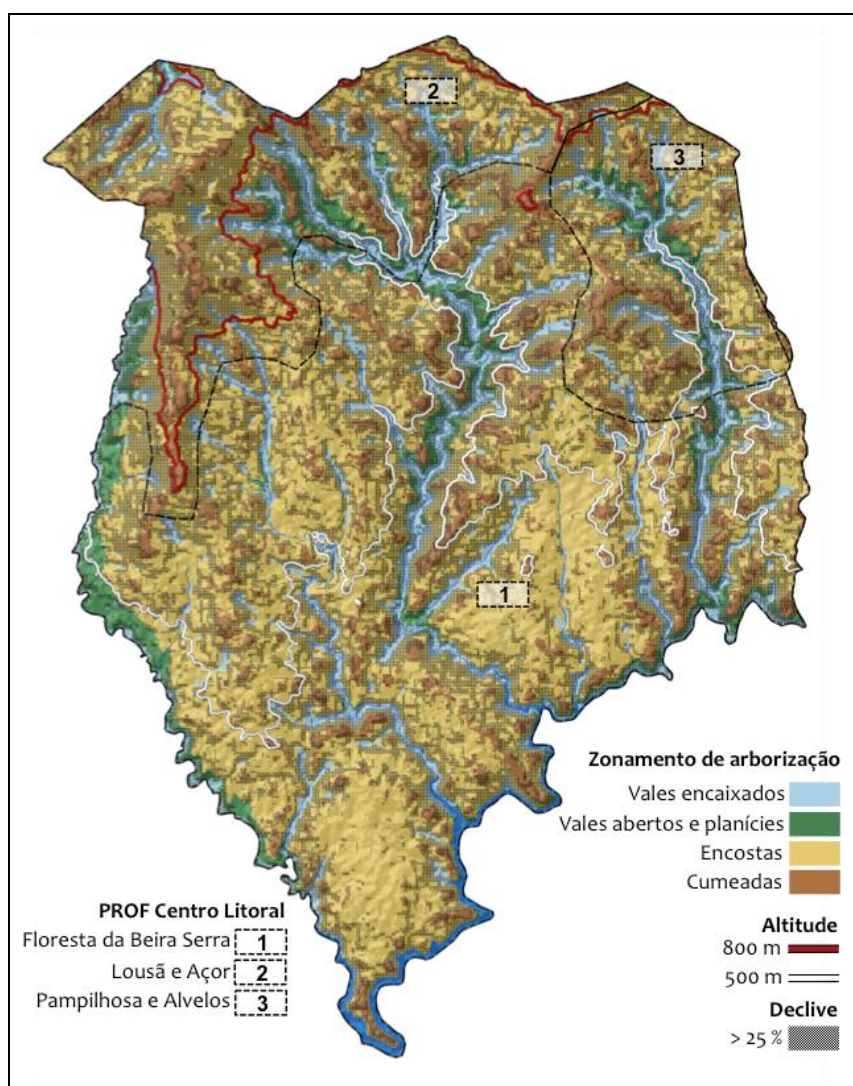 2
3
1
Zonamento de arborização
Vales encaixados
Vales abertos e planícies
Encostas
Cumeadas
PROF Centro Litoral
Floresta da Beira Serra 1
Lousã e Açor 2
Pampilhosa e Alvelos 3
Altitude
800 m
500 m
Declive
> 25 %